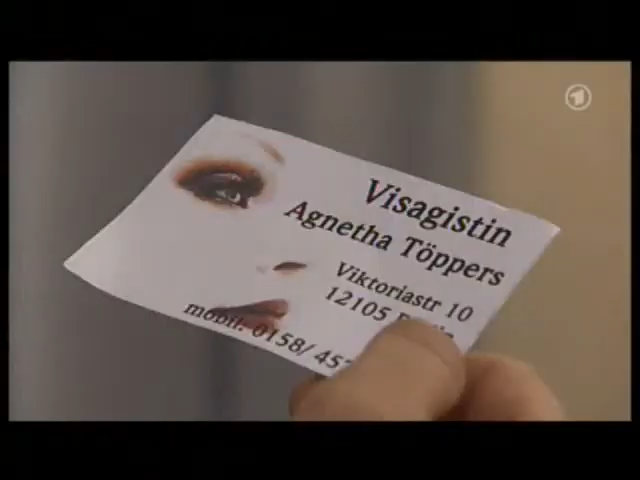 Visagistin
Agnetha Töppers
Viktoriastr 10
12105
mobil: 0158/ 45